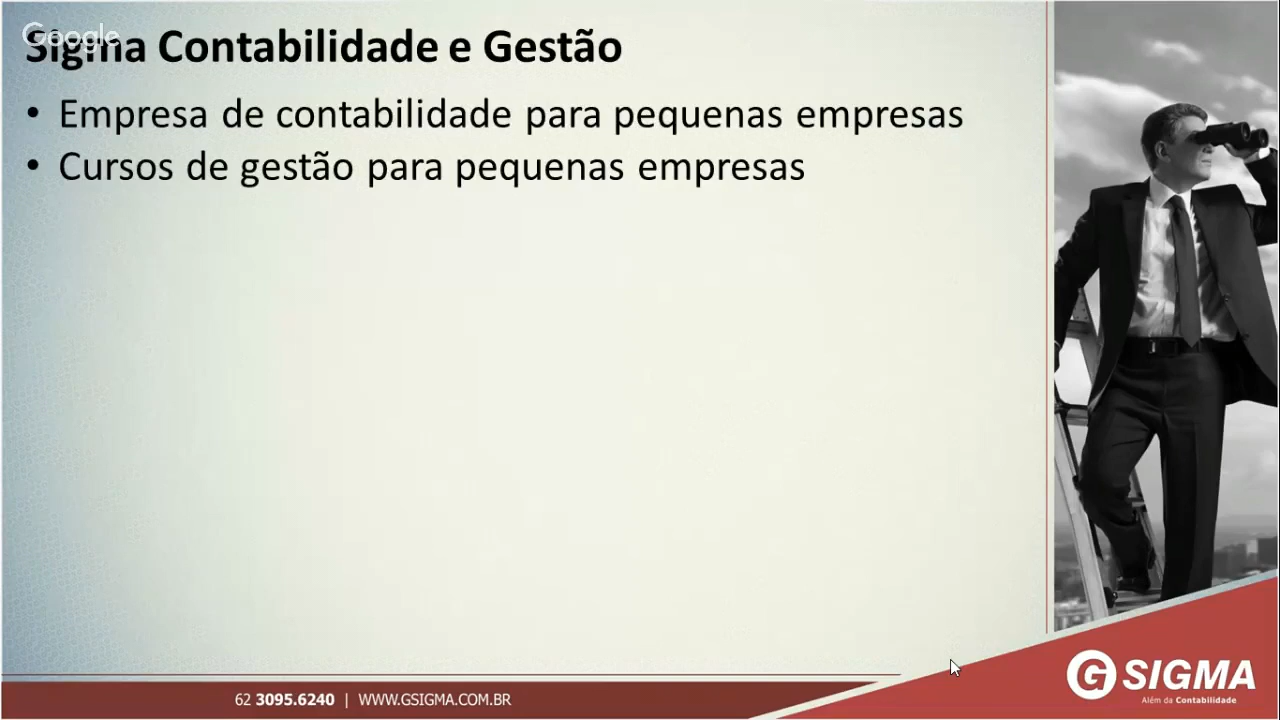 Google
Sigma Contabilidade e Gestão
• Empresa de contabilidade para pequenas empresas
• Cursos de gestão para pequenas empresas
62 3095.6240 | WWW.GSIGMA.COM.BR
G SIGMA
Além da Contabilidade